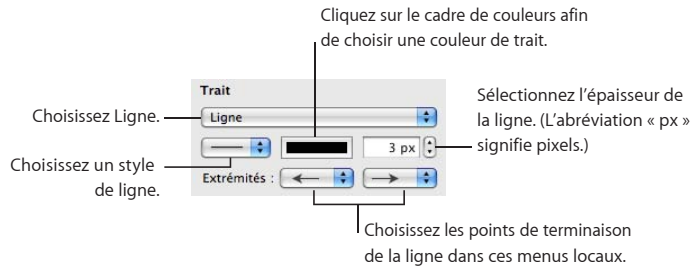 Cliquez sur le cadre de couleurs afin
de choisir une couleur de trait.
Trait
Choisissez Ligne.
Ligne
Sélectionnez l’épaisseur de
la ligne. (L’abréviation « px »
signifie pixels.)
3 px
Choisissez un style
de ligne.
Extrémités :
Choisissez les points de terminaison
de la ligne dans ces menus locaux.